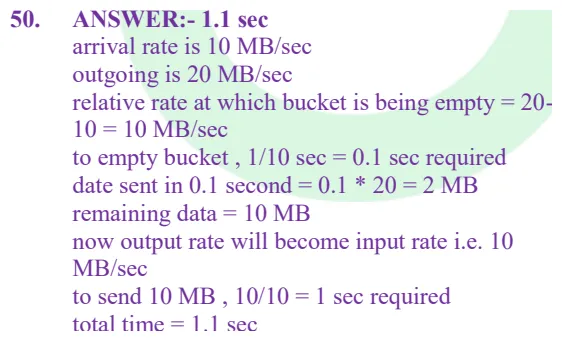 50. ANSWER:- 1.1 sec
arrival rate is 10 MB/sec
outgoing is 20 MB/sec
relative rate at which bucket is being empty = 20-
10 = 10 MB/sec
to empty bucket , 1/10 sec = 0.1 sec required
date sent in 0.1 second = 0.1 * 20 = 2 MB
remaining data = 10 MB
now output rate will become input rate i.e. 10
MB/sec
to send 10 MB , 10/10 = 1 sec required
total time = 1.1 sec